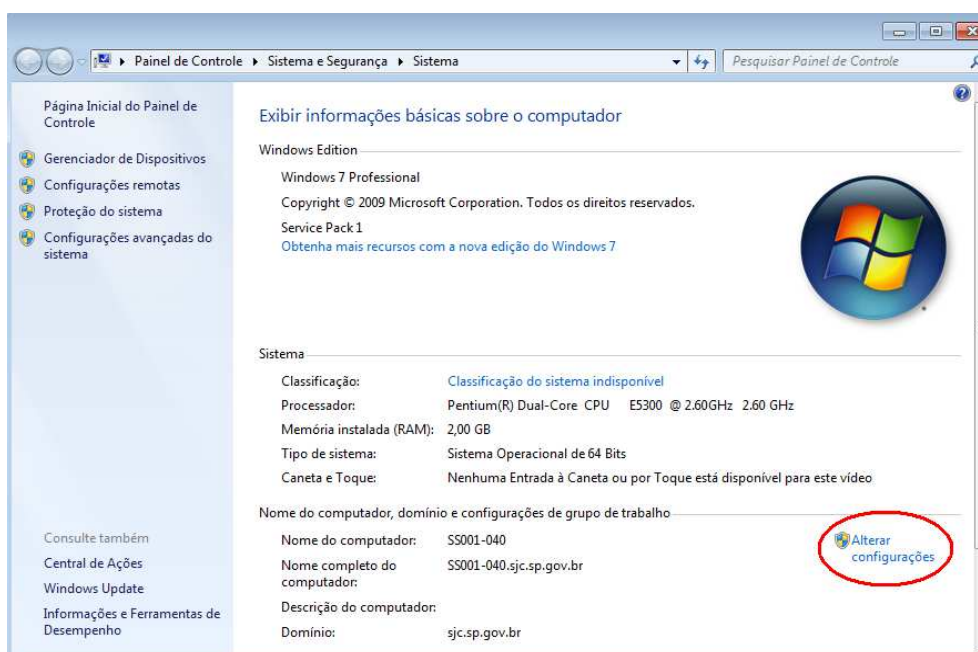 Painel de Controle ▸ Sistema e Segurança ▸ Sistema
Pesquisar Painel de Controle
Página Inicial do Painel de
Controle
Gerenciador de Dispositivos
Configurações remotas
Proteção do sistema
Configurações avançadas do
sistema
Consulte também
Central de Ações
Windows Update
Informações e Ferramentas de
Desempenho
Exibir informações básicas sobre o computador
Windows Edition
Windows 7 Professional
Copyright © 2009 Microsoft Corporation. Todos os direitos reservados.
Service Pack 1
Obtenha mais recursos com a nova edição do Windows 7
Sistema
Classificação: Classificação do sistema indisponível
Processador: Pentium(R) Dual-Core CPU E5300 @ 2.60GHz 2.60 GHz
Memória instalada (RAM): 2,00 GB
Tipo de sistema: Sistema Operacional de 64 Bits
Caneta e Toque: Nenhuma Entrada à Caneta ou por Toque está disponível para este vídeo
Nome do computador, domínio e configurações de grupo de trabalho
Nome do computador: SS001-040
Nome completo do
computador: SS001-040.sjc.sp.gov.br
Descrição do computador:
Domínio: sjc.sp.gov.br
Alterar
configurações